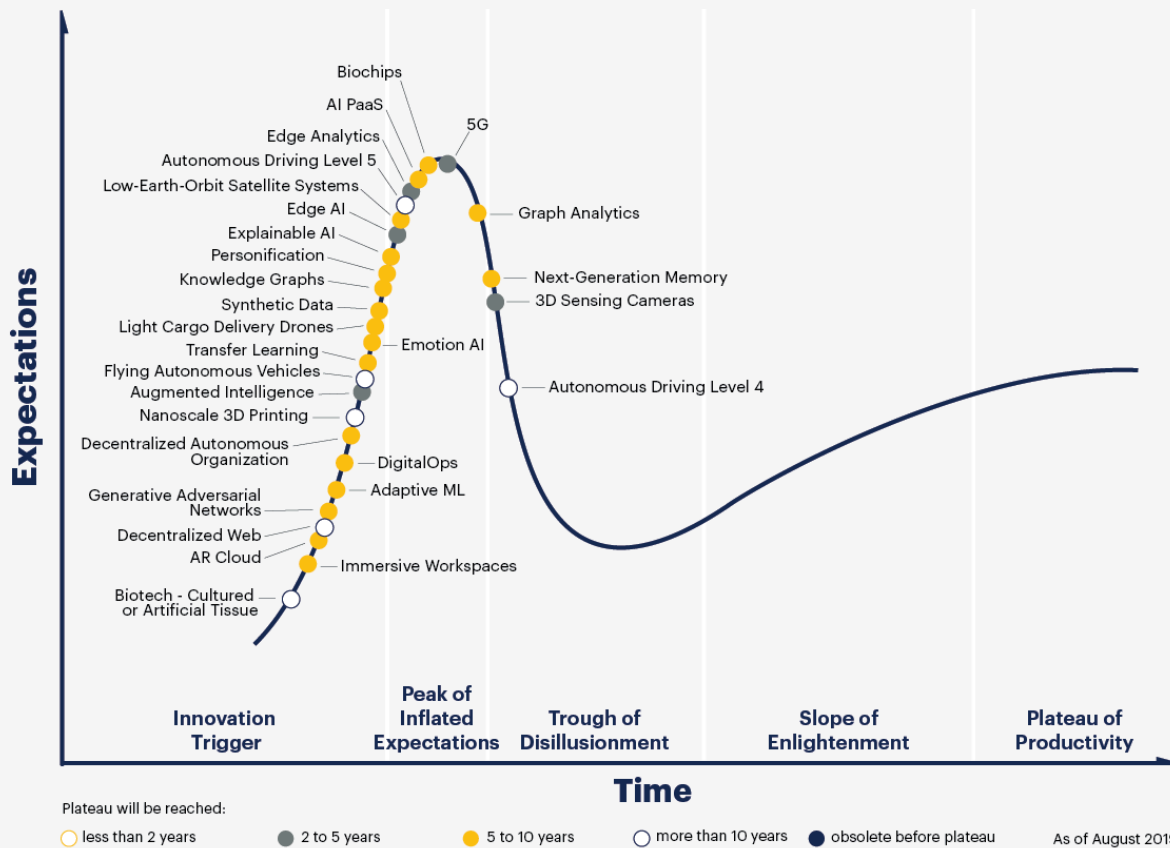 Biochips
AI PaaS
5G
Edge Analytics
Autonomous Driving Level 5
Low-Earth-Orbit Satellite Systems
Edge AI
Graph Analytics
Explainable AI
Personification
Knowledge Graphs
Next-Generation Memory
Synthetic Data
3D Sensing Cameras
Light Cargo Delivery Drones
Emotion AI
Transfer Learning
Flying Autonomous Vehicles
Autonomous Driving Level 4
Augmented Intelligence
Nanoscale 3D Printing
Decentralized Autonomous
Organization
DigitalOps
Adaptive ML
Generative Adversarial
Networks
Decentralized Web
AR Cloud
Immersive Workspaces
Biotech - Cultured
or Artificial Tissue
Expectations
Innovation
Trigger
Peak of
Inflated
Expectations
Trough of
Disillusionment
Slope of
Enlightenment
Plateau of
Productivity
Time
Plateau will be reached:
less than 2 years
2 to 5 years
5 to 10 years
more than 10 years
obsolete before plateau
As of August 2019